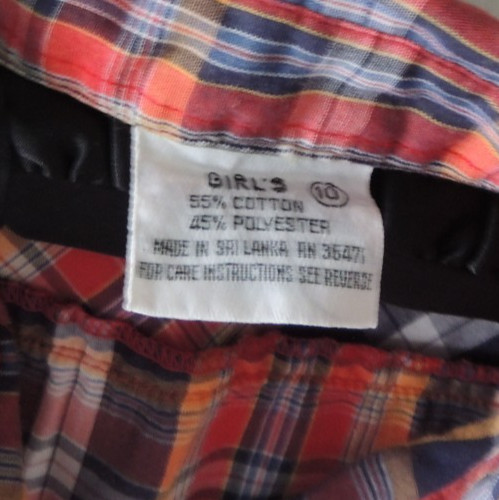 GIRL'S 10
55% COTTON
45% POLYESTER
MADE IN SRI LANKA RN 35471
FOR CARE INSTRUCTIONS SEE REVERSE